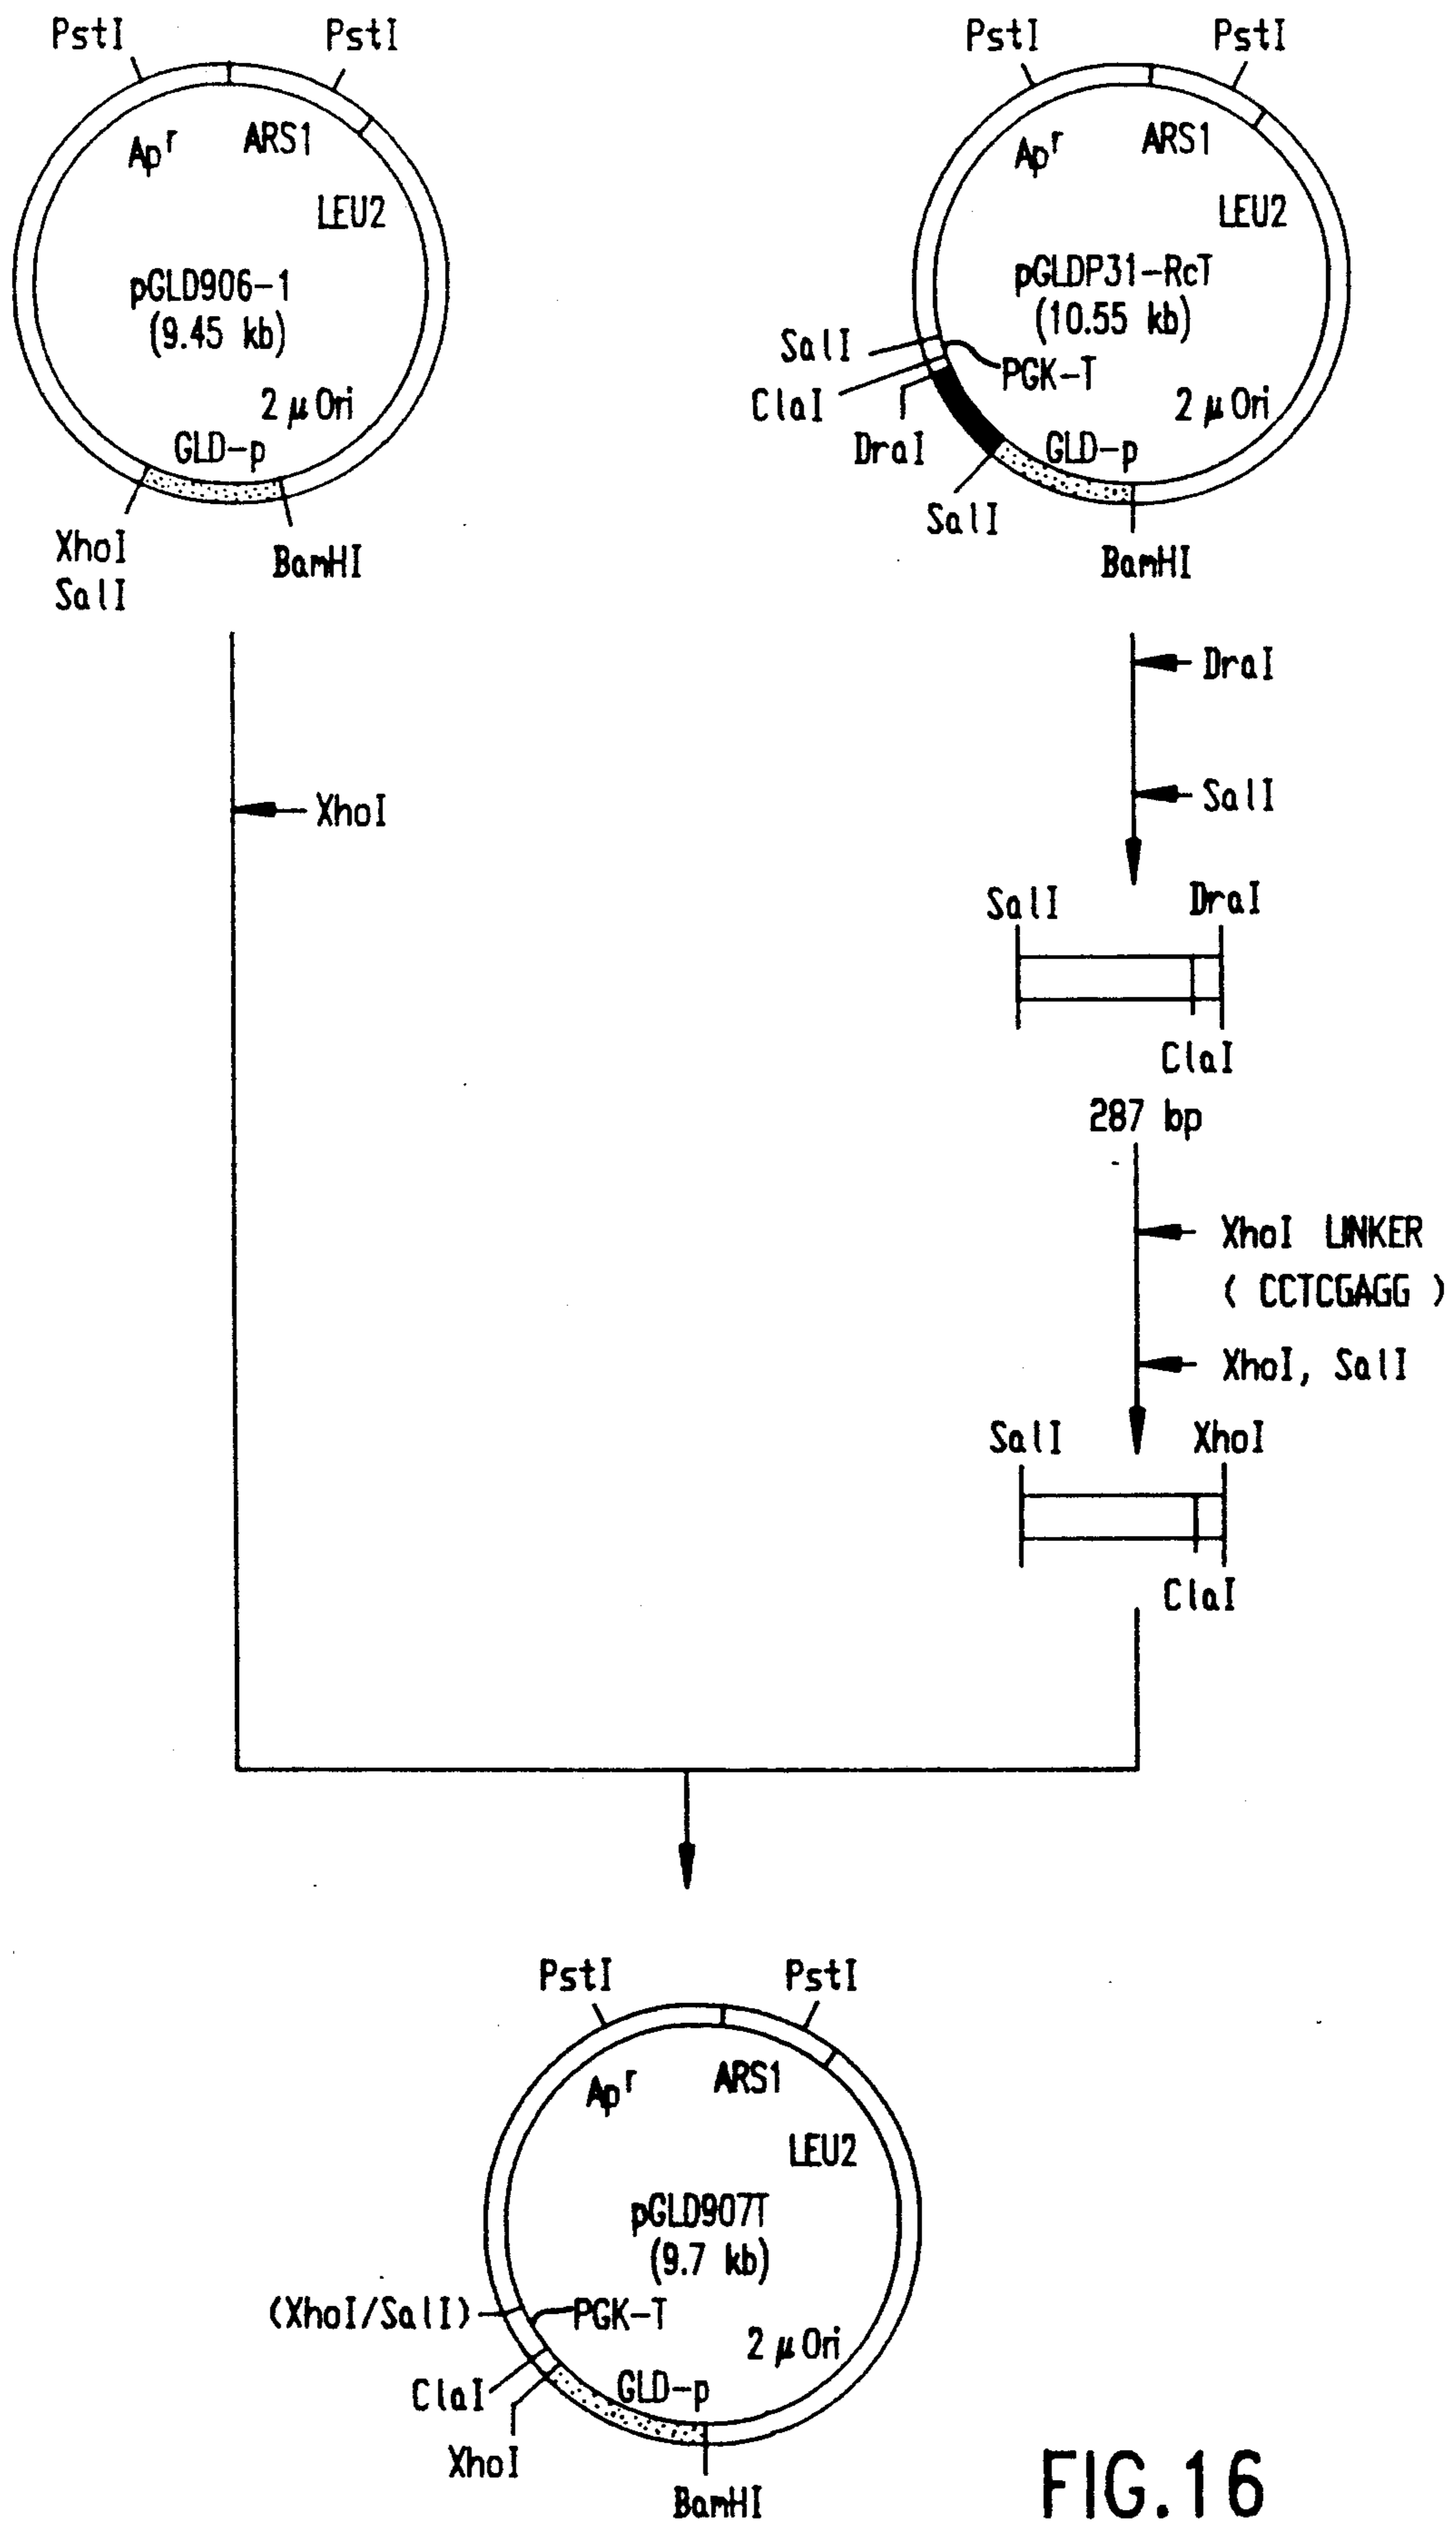 PstI PstI
Ap^r ARS1
LEU2
pGLD906-1
(9.45 kb)
2 μ Ori
GLD-p
XhoI
SalI
BamHI
PstI PstI
Ap^r ARS1
LEU2
pGLDP31-RcT
(10.55 kb)
SalI
PGK-T
ClaI
2 μ Ori
DraI
GLD-p
SalI
BamHI
DraI
XhoI
SalI
SalI DraI
ClaI
287 bp
XhoI LINKER
( CCTCGAGG )
XhoI, SalI
SalI XhoI
ClaI
PstI PstI
Ap^r ARS1
LEU2
pGLD907T
(9.7 kb)
(XhoI/SalI)
PGK-T
2 μ Ori
ClaI
GLD-p
XhoI
BamHI
FIG.16